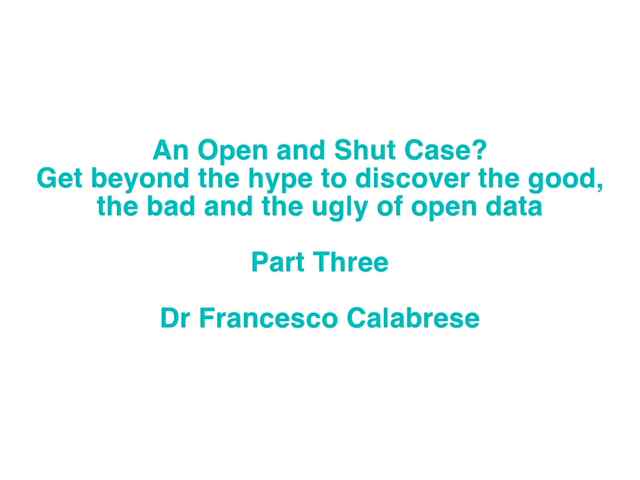 An Open and Shut Case?
Get beyond the hype to discover the good,
the bad and the ugly of open data
Part Three
Dr Francesco Calabrese